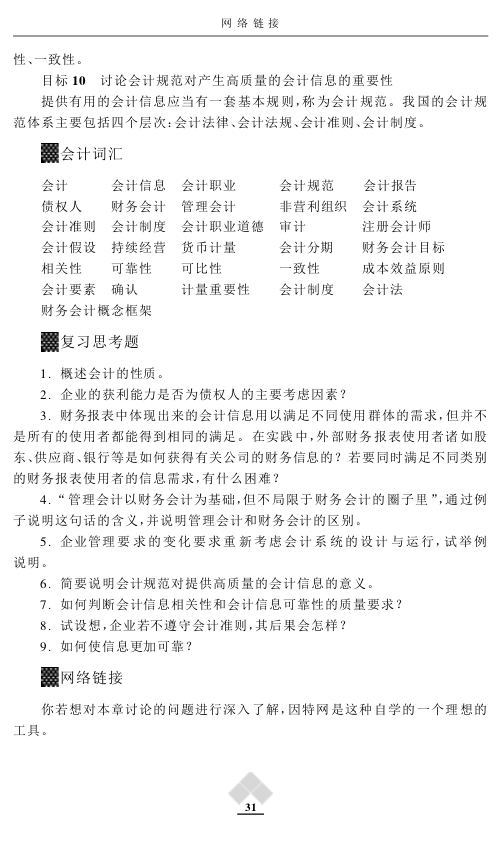 网络链接
性、一致性。
目标 10 讨论会计规范对产生高质量的会计信息的重要性
提供有用的会计信息应当有一套基本规则,称为会计规范。我国的会计规
范体系主要包括四个层次:会计法律、会计法规、会计准则、会计制度。
会计词汇
会计 会计信息 会计职业 会计规范 会计报告
债权人 财务会计 管理会计 非营利组织 会计系统
会计准则 会计制度 会计职业道德 审计 注册会计师
会计假设 持续经营 货币计量 会计分期 财务会计目标
相关性 可靠性 可比性 一致性 成本效益原则
会计要素 确认 计量重要性 会计制度 会计法
财务会计概念框架
复习思考题
1. 概述会计的性质。
2. 企业的获利能力是否为债权人的主要考虑因素?
3. 财务报表中体现出来的会计信息用以满足不同使用群体的需求,但并不
是所有的使用者都能得到相同的满足。在实践中,外部财务报表使用者诸如股
东、供应商、银行等是如何获得有关公司的财务信息的?若要同时满足不同类别
的财务报表使用者的信息需求,有什么困难?
4. “管理会计以财务会计为基础,但不局限于财务会计的圈子里”,通过例
子说明这句话的含义,并说明管理会计和财务会计的区别。
5. 企业管理要求的变化要求重新考虑会计系统的设计与运行,试举例
说明。
6. 简要说明会计规范对提供高质量的会计信息的意义。
7. 如何判断会计信息相关性和会计信息可靠性的质量要求?
8. 试设想,企业若不遵守会计准则,其后果会怎样?
9. 如何使信息更加可靠?
网络链接
你若想对本章讨论的问题进行深入了解,因特网是这种自学的一个理想的
工具。
31